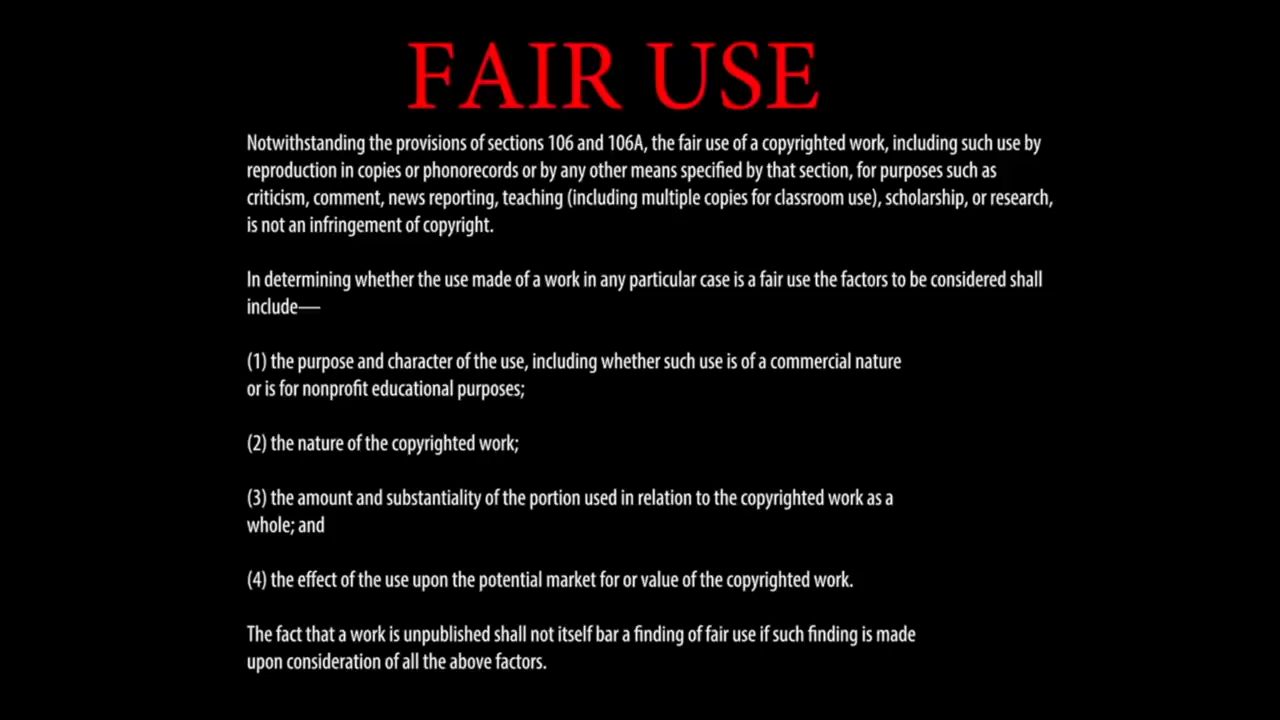 FAIR USE
Notwithstanding the provisions of sections 106 and 106A, the fair use of a copyrighted work, including such use by
reproduction in copies or phonorecords or by any other means specified by that section, for purposes such as
criticism, comment, news reporting, teaching (including multiple copies for classroom use), scholarship, or research,
is not an infringement of copyright.
In determining whether the use made of a work in any particular case is a fair use the factors to be considered shall
include—
(1) the purpose and character of the use, including whether such use is of a commercial nature
or is for nonprofit educational purposes;
(2) the nature of the copyrighted work;
(3) the amount and substantiality of the portion used in relation to the copyrighted work as a
whole; and
(4) the effect of the use upon the potential market for or value of the copyrighted work.
The fact that a work is unpublished shall not itself bar a finding of fair use if such finding is made
upon consideration of all the above factors.